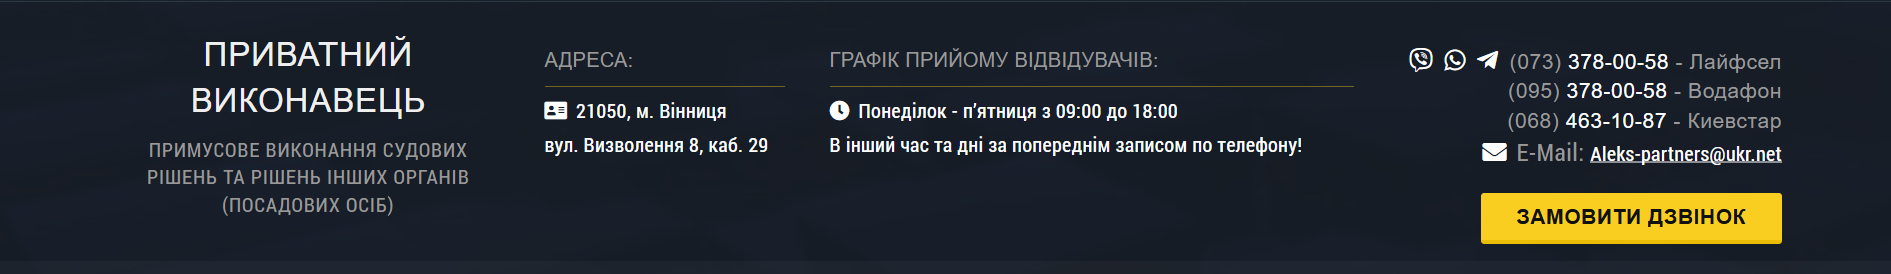 ПРИВАТНИЙ
ВИКОНАВЕЦЬ
ПРИМУСОВЕ ВИКОНАННЯ СУДОВИХ
РІШЕНЬ ТА РІШЕНЬ ІНШИХ ОРГАНІВ
(ПОСАДОВИХ ОСІБ)
АДРЕСА:
21050, м. Вінниця
вул. Визволення 8, каб. 29
ГРАФІК ПРИЙОМУ ВІДВІДУВАЧІВ:
Понеділок - п’ятниця з 09:00 до 18:00
В інший час та дні за попереднім записом по телефону!
(073) 378-00-58 - Лайфсел
(095) 378-00-58 - Водафон
(068) 463-10-87 - Киевстар
E-Mail: Aleks-partners@ukr.net
ЗАМОВИТИ ДЗВІНОК